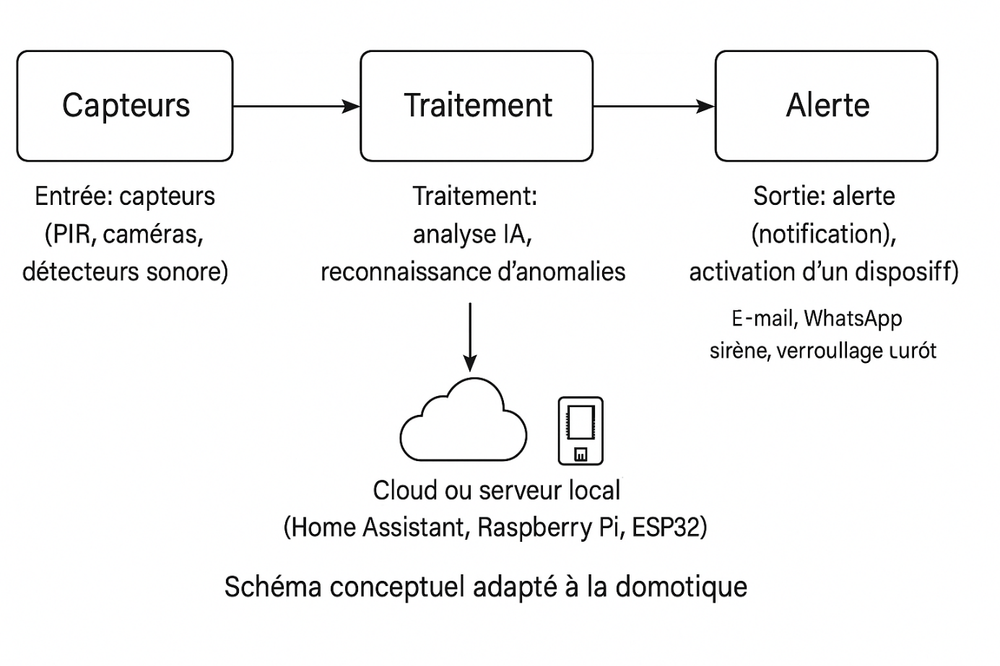 Capteurs
Traitement
Alerte
Entrée: capteurs
(PIR, caméras,
détecteurs sonore)
Traitement:
analyse IA,
reconnaissance d'anomalies
Sortie: alerte
(notification),
activation d'un disposiff)
E-mail, WhatsApp
sirène, verroullage
Cloud ou serveur local
(Home Assistant, Raspberry Pi, ESP32)
Schéma conceptuel adapté à la domotique